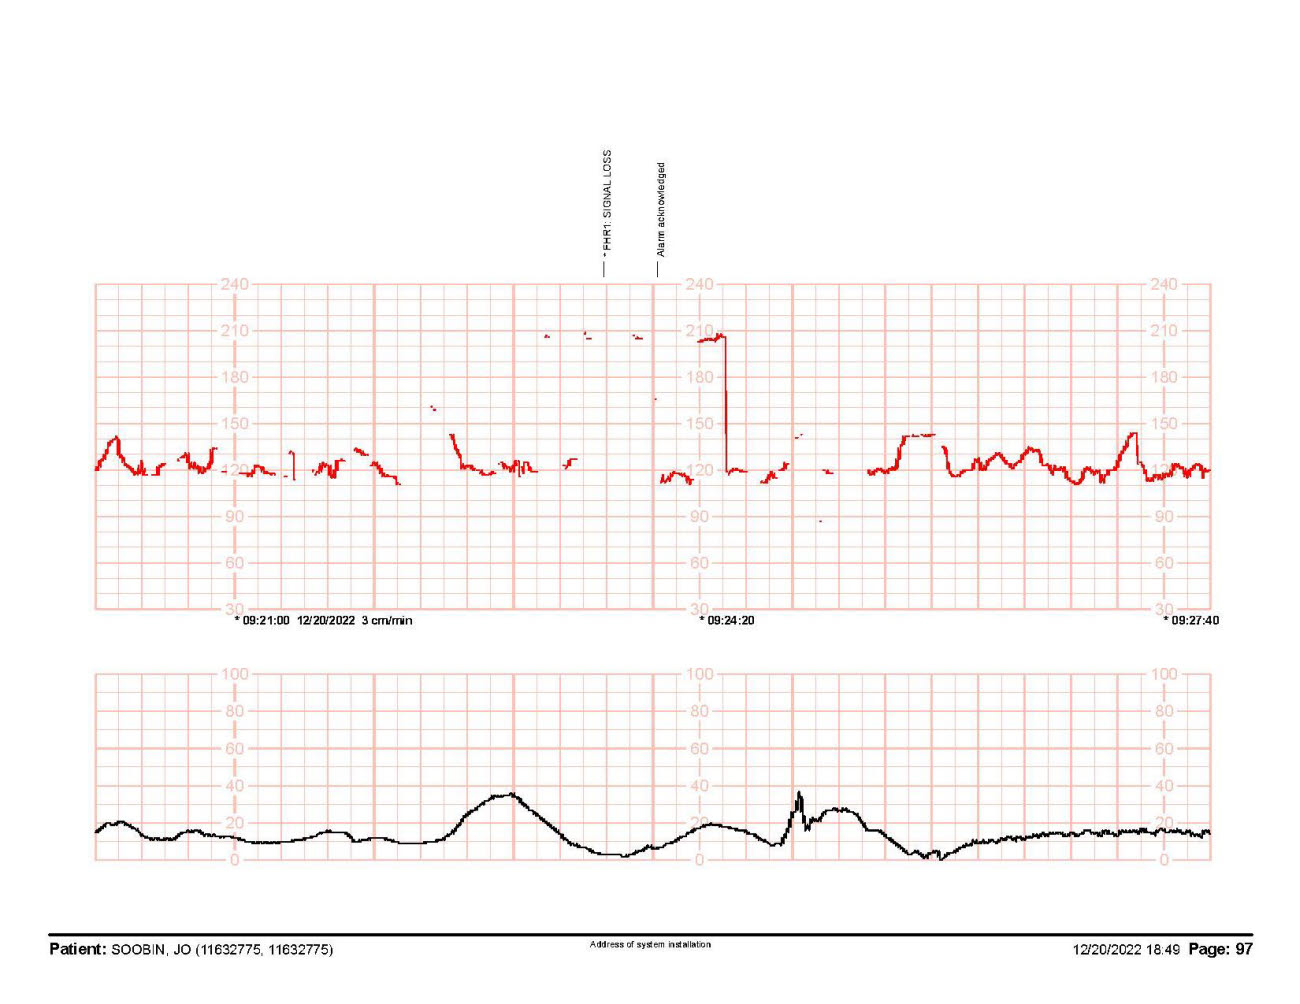 * FHR1: SIGNAL LOSS
Alarm acknowledged
240 240 240
210 210 210
180 180 180
150 150 150
120 120 120
90 90 90
60 60 60
30 30 30
* 09:21:00 12/20/2022 3 cm/min * 09:24:20 * 09:27:40
100 100 100
80 80 80
60 60 60
40 40 40
20 20 20
0 0 0
Patient: SOOBIN, JO (11632775, 11632775) Address of system installation 12/20/2022 18:49 Page: 97